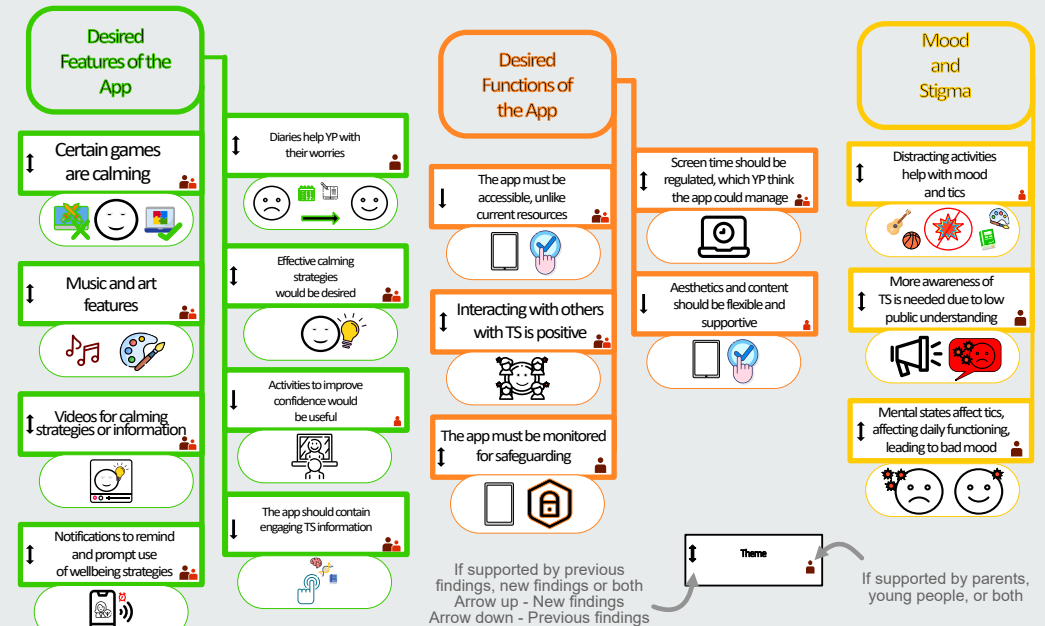 Desired
Features of the
App
Certain games
are calming
Music and art
features
Videos for calming
strategies or information
Notifications to remind
and prompt use
of wellbeing strategies
Diaries help YP with
their worries
Effective calming
strategies
would be desired
Activities to improve
confidence would
be useful
The app should contain
engaging TS information
Desired
Functions of
the App
The app must be
accessible, unlike
current resources
Interacting with others
with TS is positive
The app must be monitored
for safeguarding
Screen time should be
regulated, which YP think
the app could manage
Aesthetics and content
should be flexible and
supportive
Mood
and
Stigma
Distracting activities
help with mood
and tics
More awareness of
TS is needed due to low
public understanding
Mental states affect tics,
affecting daily functioning,
leading to bad mood
If supported by previous
findings, new findings or both
Arrow up - New findings
Arrow down - Previous findings
Theme
If supported by parents,
young people, or both